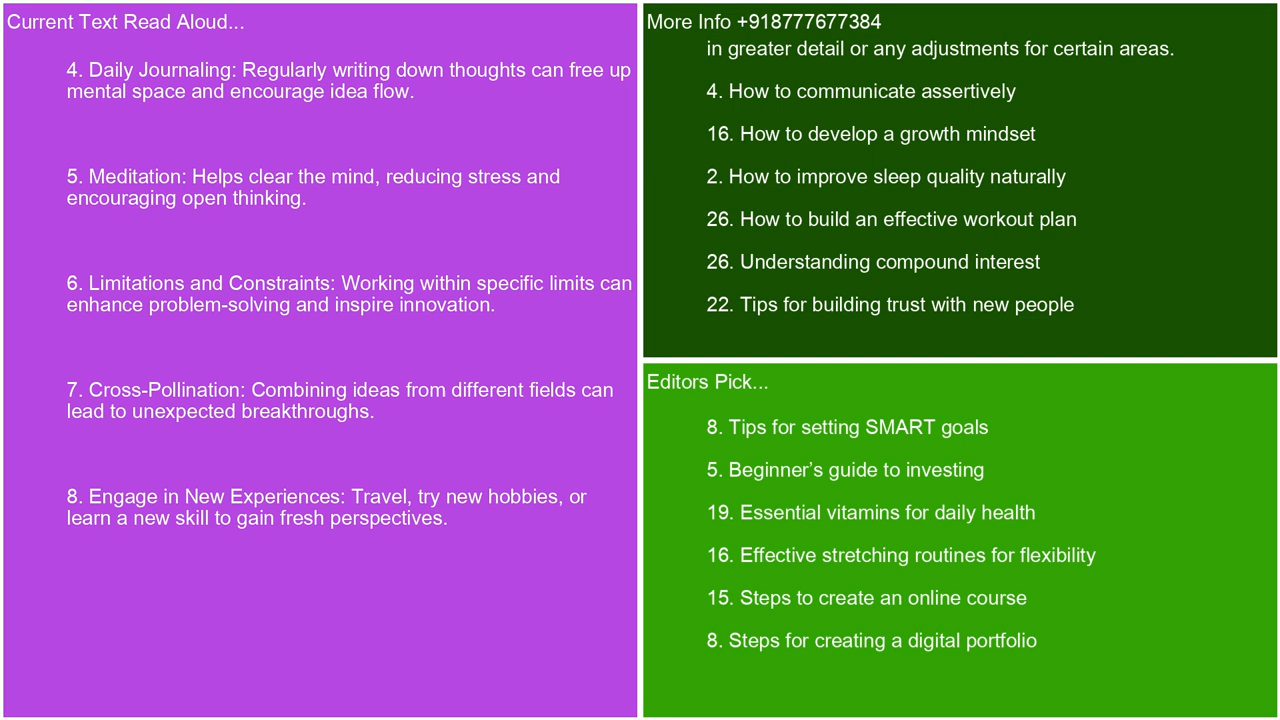 Current Text Read Aloud...
4. Daily Journaling: Regularly writing down thoughts can free up
mental space and encourage idea flow.
5. Meditation: Helps clear the mind, reducing stress and
encouraging open thinking.
6. Limitations and Constraints: Working within specific limits can
enhance problem-solving and inspire innovation.
7. Cross-Pollination: Combining ideas from different fields can
lead to unexpected breakthroughs.
8. Engage in New Experiences: Travel, try new hobbies, or
learn a new skill to gain fresh perspectives.
More Info +918777677384
in greater detail or any adjustments for certain areas.
4. How to communicate assertively
16. How to develop a growth mindset
2. How to improve sleep quality naturally
26. How to build an effective workout plan
26. Understanding compound interest
22. Tips for building trust with new people
Editors Pick...
8. Tips for setting SMART goals
5. Beginner’s guide to investing
19. Essential vitamins for daily health
16. Effective stretching routines for flexibility
15. Steps to create an online course
8. Steps for creating a digital portfolio